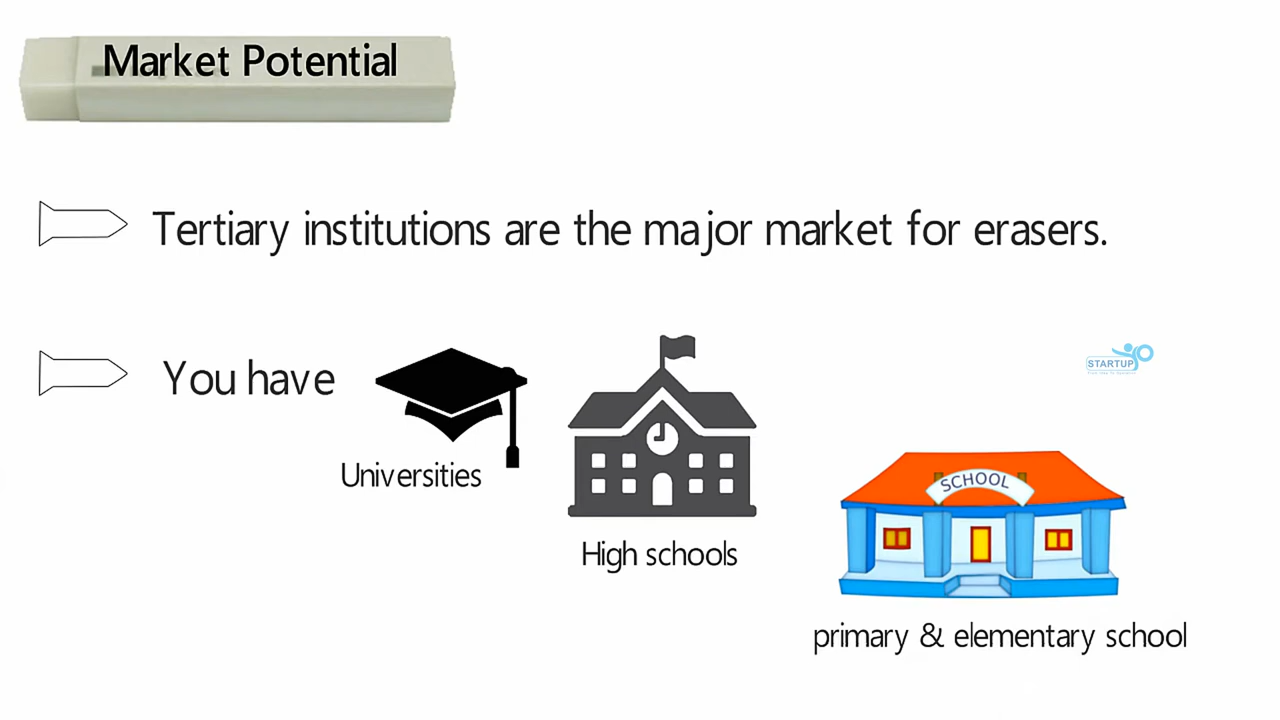 Market Potential
Tertiary institutions are the major market for erasers.
You have
Universities
High schools
SCHOOL
primary & elementary school
STARTUP